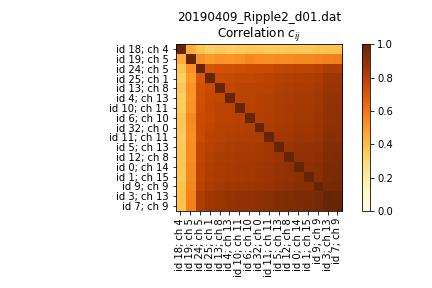 20190409_Ripple2_d01.dat
Correlation c_ij
id 18; ch 4
id 19; ch 5
id 24; ch 5
id 25; ch 1
id 13; ch 8
id 4; ch 13
id 10; ch 11
id 6; ch 10
id 32; ch 0
id 11; ch 11
id 5; ch 13
id 12; ch 8
id 0; ch 14
id 1; ch 15
id 9; ch 9
id 3; ch 13
id 7; ch 9
1.0
0.8
0.6
0.4
0.2
0.0
id 18; ch 4
id 19; ch 5
id 24; ch 5
id 25; ch 1
id 13; ch 8
id 4; ch 13
id 10; ch 11
id 6; ch 10
id 32; ch 0
id 11; ch 11
id 5; ch 13
id 12; ch 8
id 0; ch 14
id 1; ch 15
id 9; ch 9
id 3; ch 13
id 7; ch 9